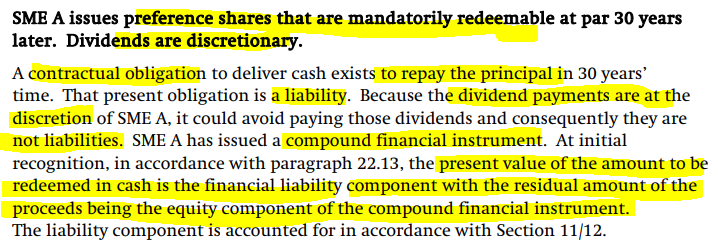 SME A issues preference shares that are mandatorily redeemable at par 30 years
later. Dividends are discretionary.
A contractual obligation to deliver cash exists to repay the principal in 30 years’
time. That present obligation is a liability. Because the dividend payments are at the
discretion of SME A, it could avoid paying those dividends and consequently they are
not liabilities. SME A has issued a compound financial instrument. At initial
recognition, in accordance with paragraph 22.13, the present value of the amount to be
redeemed in cash is the financial liability component with the residual amount of the
proceeds being the equity component of the compound financial instrument.
The liability component is accounted for in accordance with Section 11/12.